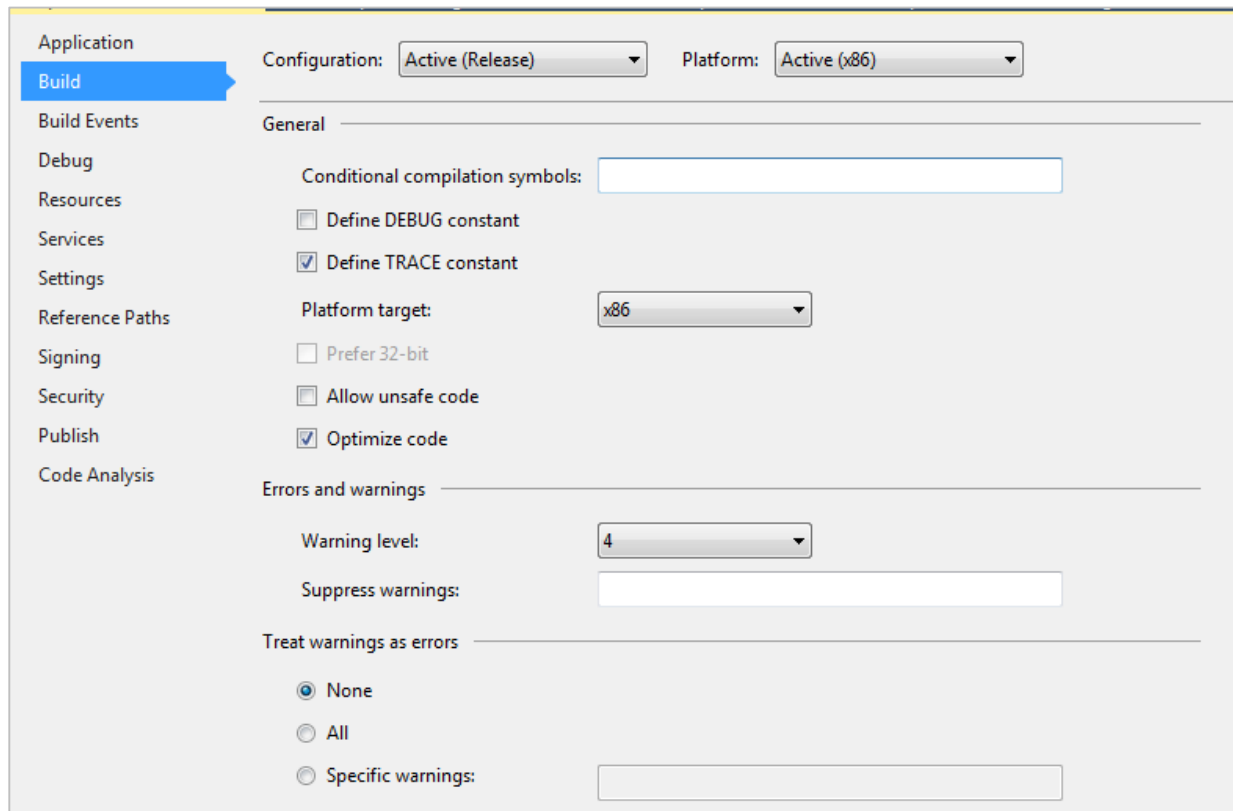 Application
Build
Build Events
Debug
Resources
Services
Settings
Reference Paths
Signing
Security
Publish
Code Analysis
Configuration: Active (Release) Platform: Active (x86)
General
Conditional compilation symbols:
Define DEBUG constant
Define TRACE constant
Platform target: x86
Prefer 32-bit
Allow unsafe code
Optimize code
Errors and warnings
Warning level: 4
Suppress warnings:
Treat warnings as errors
None
All
Specific warnings: